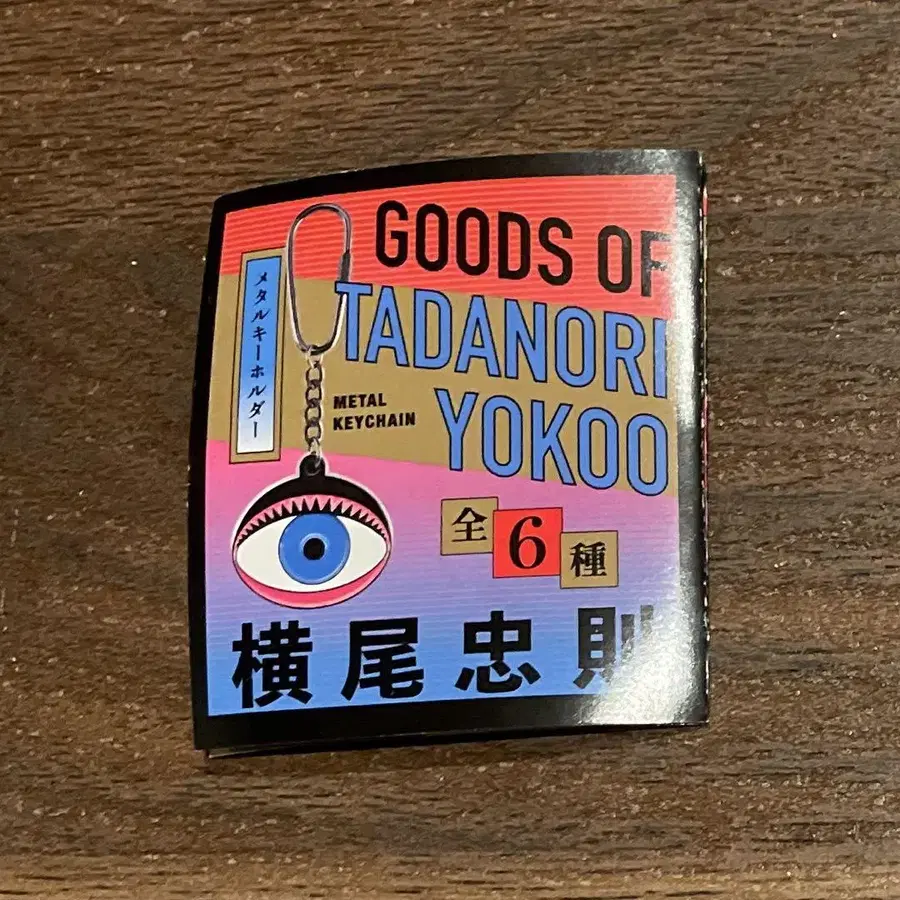 GOODS OF
TADANORI
YOKOO
メタルキーホルダー
METAL
KEYCHAIN
全6種
横尾忠則